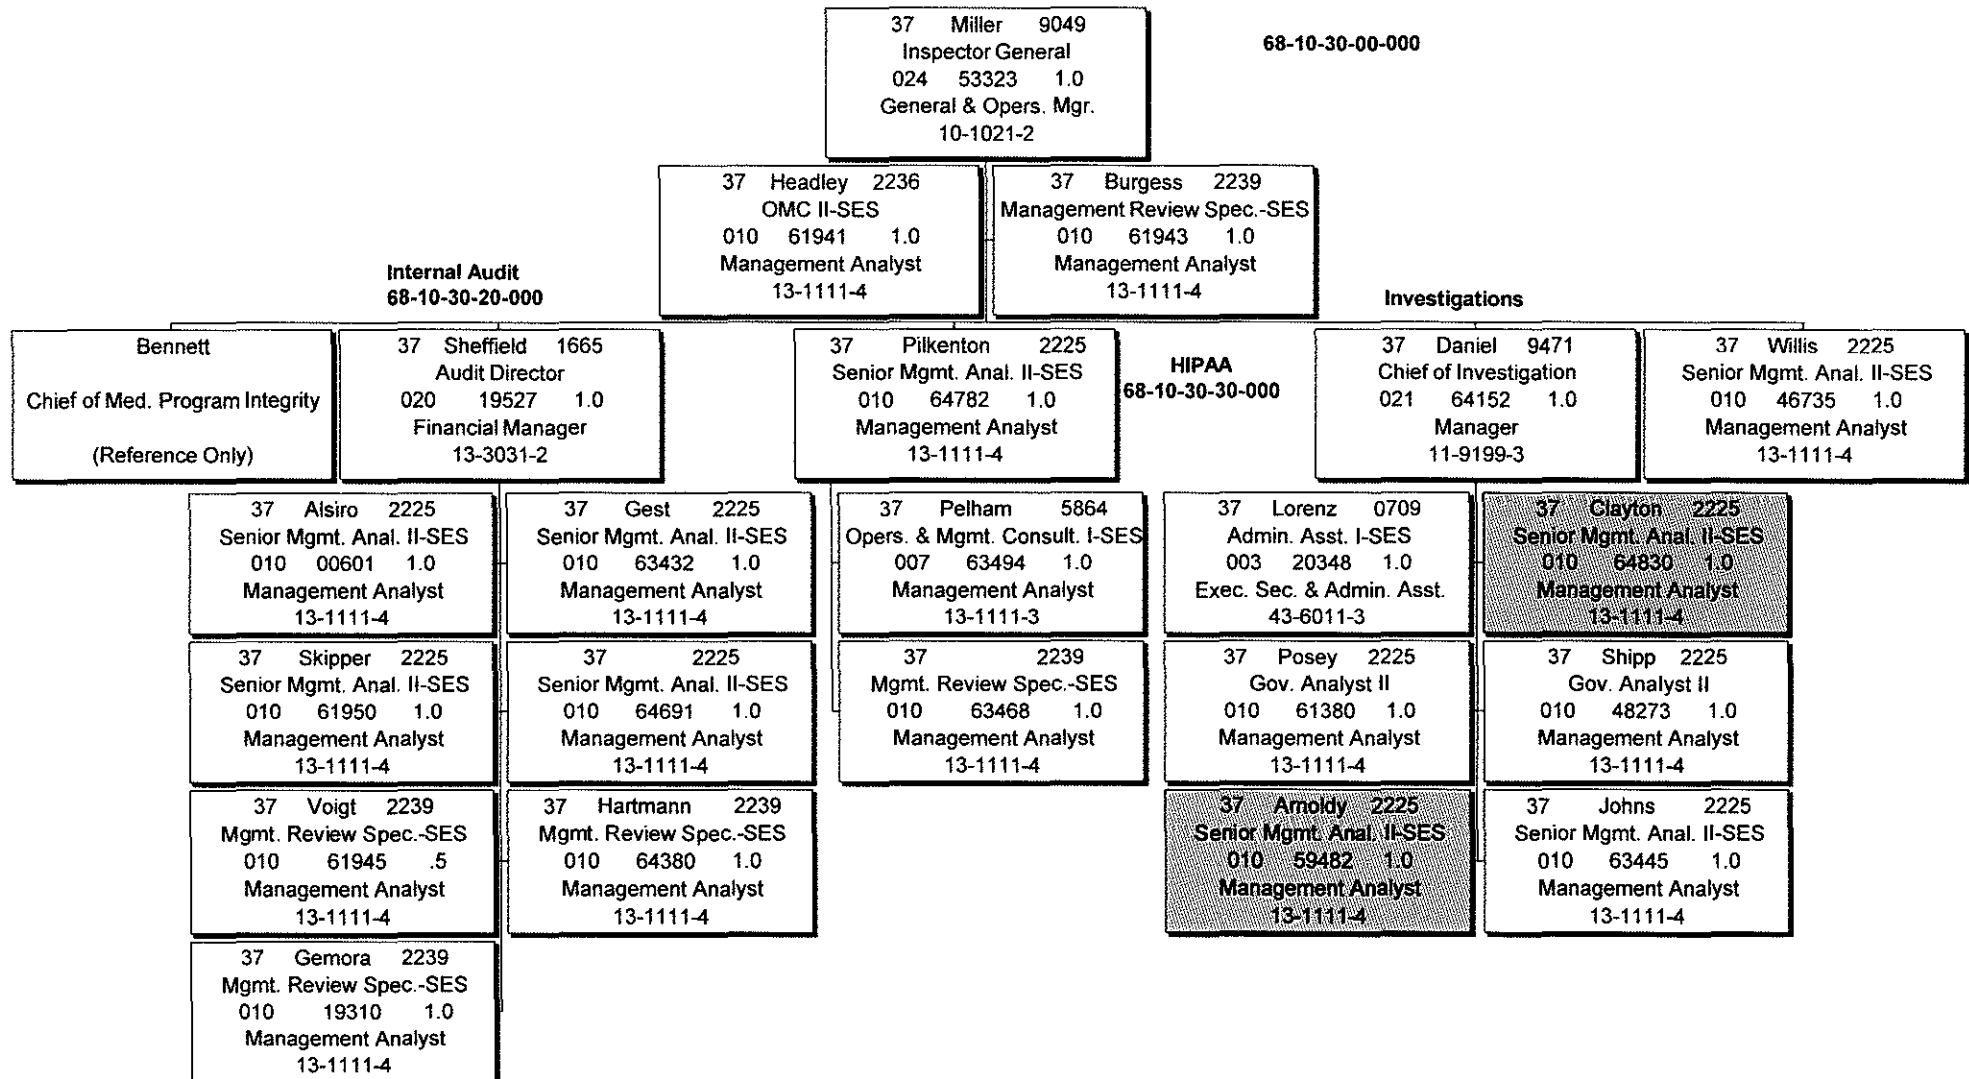 37 Miller 9049
Inspector General
024 53323 1.0
General & Opers. Mgr.
10-1021-2
68-10-30-00-000
37 Headley 2236
OMC II-SES
010 61941 1.0
Management Analyst
13-1111-4
37 Burgess 2239
Management Review Spec.-SES
010 61943 1.0
Management Analyst
13-1111-4
Internal Audit
68-10-30-20-000
Investigations
Bennett
Chief of Med. Program Integrity
(Reference Only)
37 Sheffield 1665
Audit Director
020 19527 1.0
Financial Manager
13-3031-2
37 Pilkenton 2225
Senior Mgmt. Anal. II-SES
010 64782 1.0
Management Analyst
13-1111-4
HIPAA
68-10-30-30-000
37 Daniel 9471
Chief of Investigation
021 64152 1.0
Manager
11-9199-3
37 Willis 2225
Senior Mgmt. Anal. II-SES
010 46735 1.0
Management Analyst
13-1111-4
37 Alsiro 2225
Senior Mgmt. Anal. II-SES
010 00601 1.0
Management Analyst
13-1111-4
37 Gest 2225
Senior Mgmt. Anal. II-SES
010 63432 1.0
Management Analyst
13-1111-4
37 Pelham 5864
Opers. & Mgmt. Consult. I-SES
007 63494 1.0
Management Analyst
13-1111-3
37 Lorenz 0709
Admin. Asst. I-SES
003 20348 1.0
Exec. Sec. & Admin. Asst.
43-6011-3
37 Clayton 2225
Senior Mgmt. Anal. II-SES
010 64830 1.0
Management Analyst
13-1111-4
37 Skipper 2225
Senior Mgmt. Anal. II-SES
010 61950 1.0
Management Analyst
13-1111-4
37 2225
Senior Mgmt. Anal. II-SES
010 64691 1.0
Management Analyst
13-1111-4
37 2239
Mgmt. Review Spec.-SES
010 63468 1.0
Management Analyst
13-1111-4
37 Posey 2225
Gov. Analyst II
010 61380 1.0
Management Analyst
13-1111-4
37 Shipp 2225
Gov. Analyst II
010 48273 1.0
Management Analyst
13-1111-4
37 Voigt 2239
Mgmt. Review Spec.-SES
010 61945 .5
Management Analyst
13-1111-4
37 Hartmann 2239
Mgmt. Review Spec.-SES
010 64380 1.0
Management Analyst
13-1111-4
37 Arnoldy 2225
Senior Mgmt. Anal. II-SES
010 59482 1.0
Management Analyst
13-1111-4
37 Johns 2225
Senior Mgmt. Anal. II-SES
010 63445 1.0
Management Analyst
13-1111-4
37 Gemora 2239
Mgmt. Review Spec.-SES
010 19310 1.0
Management Analyst
13-1111-4